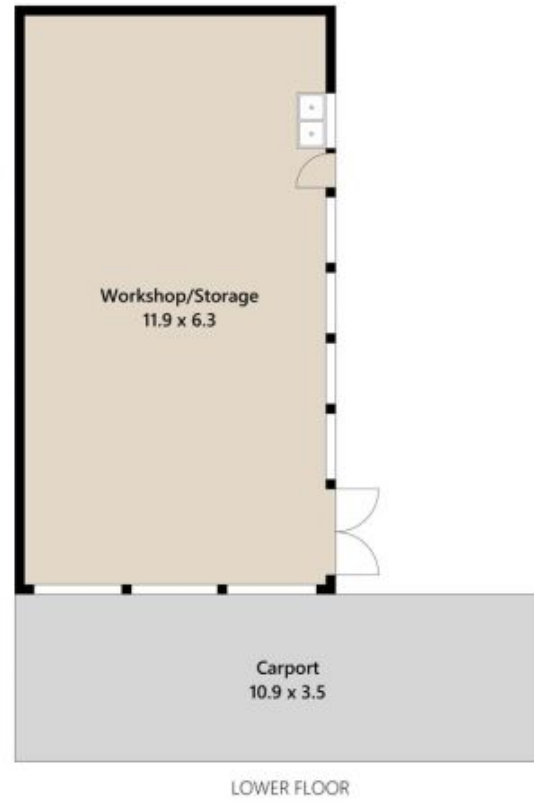 Workshop/Storage
11.9 x 6.3
Carport
10.9 x 3.5
LOWER FLOOR